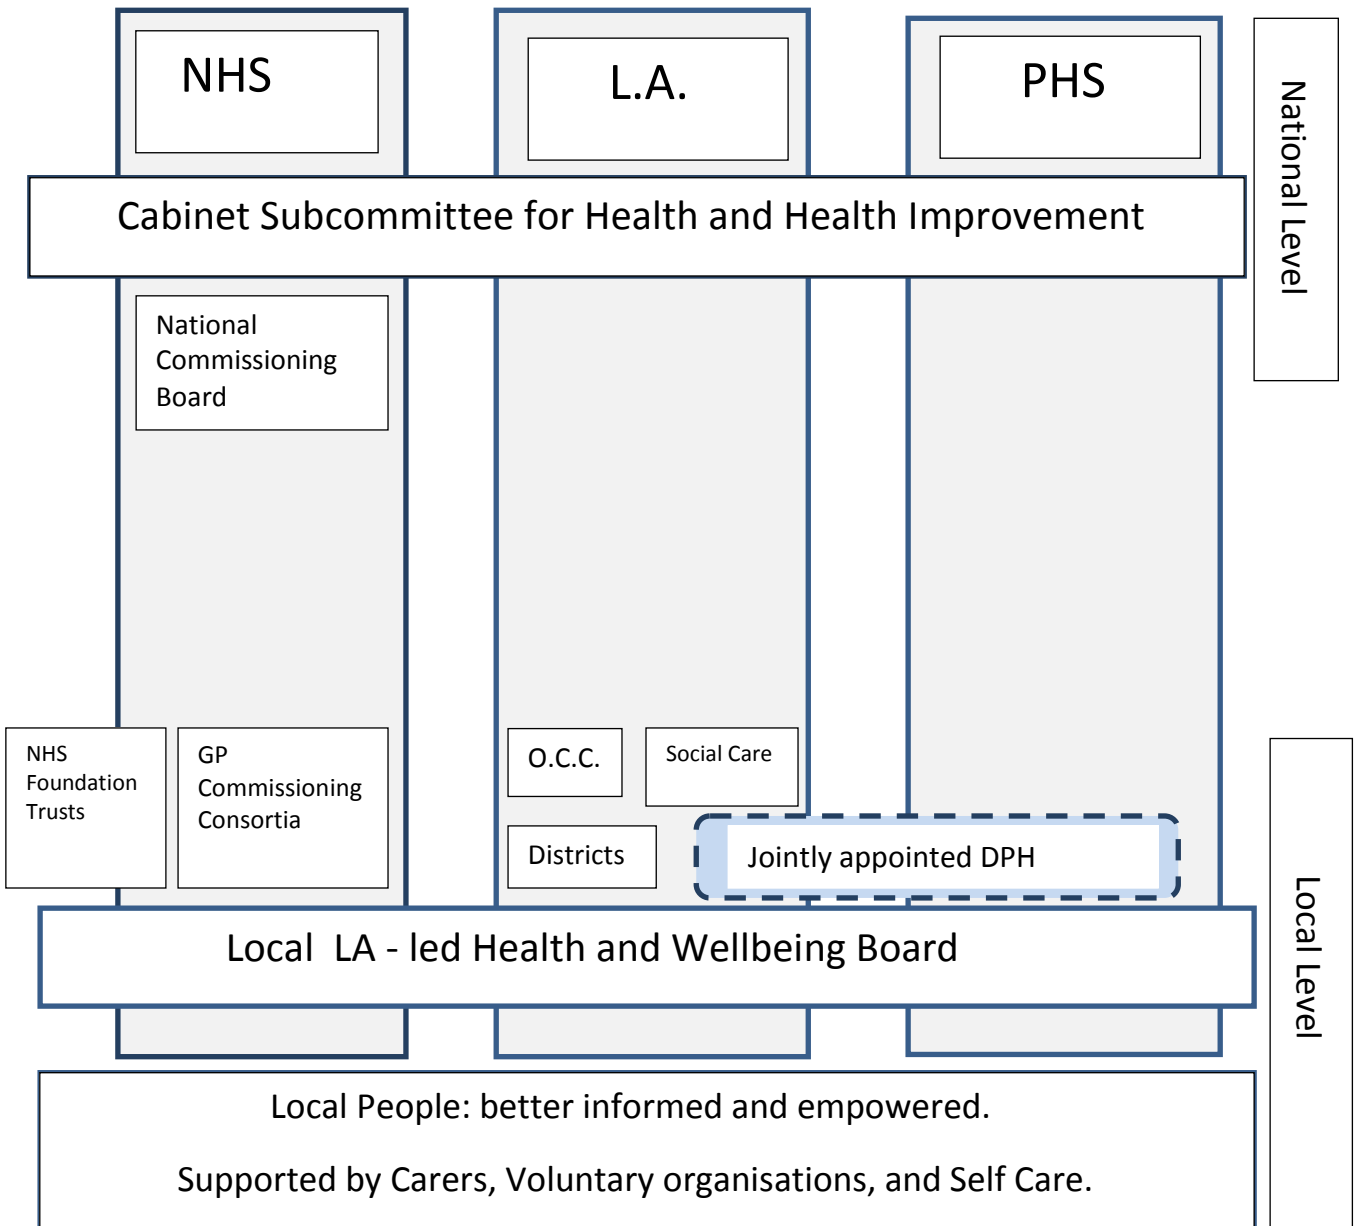 NHS
L.A.
PHS
National Level
Cabinet Subcommittee for Health and Health Improvement
National
Commissioning
Board
NHS
Foundation
Trusts
GP
Commissioning
Consortia
O.C.C.
Social Care
Districts
Jointly appointed DPH
Local Level
Local LA - led Health and Wellbeing Board
Local People: better informed and empowered.
Supported by Carers, Voluntary organisations, and Self Care.